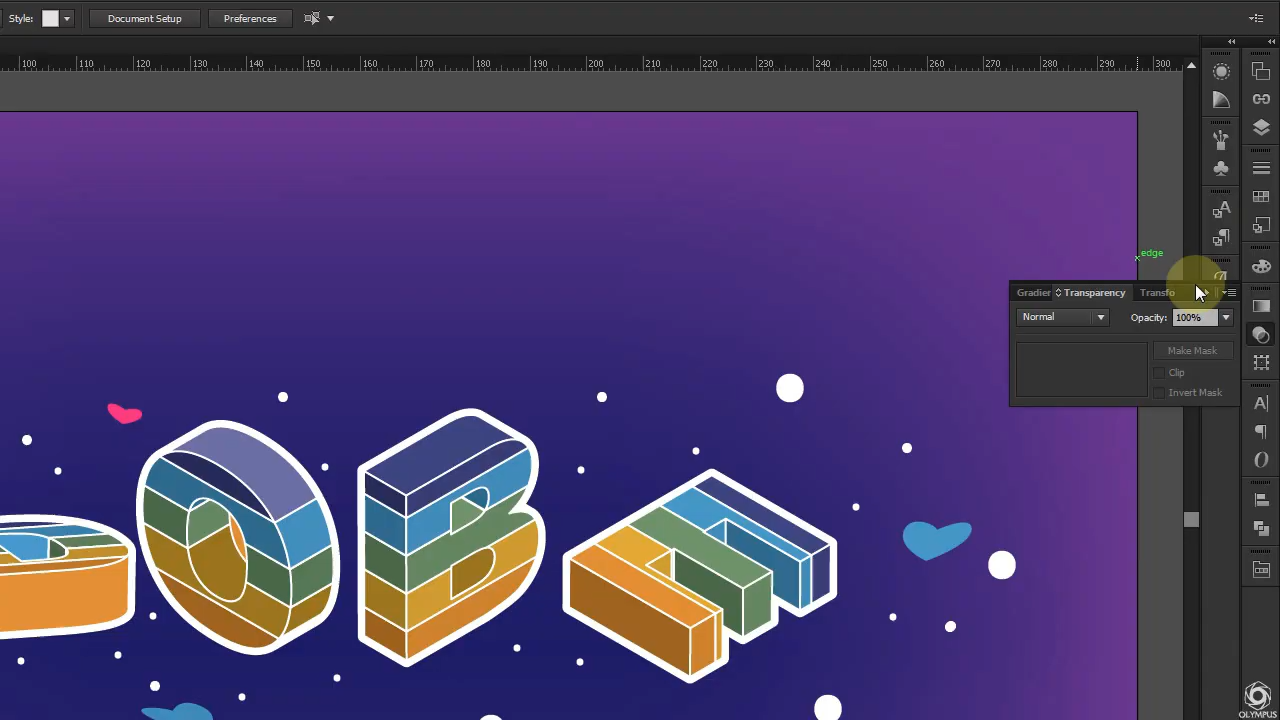 Style:
Document Setup
Preferences
100 110 120 130 140 150 160 170 180 190 200 210 220 230 240 250 260 270 280 290 300
edge
Gradier Transparency Transfo
Normal Opacity: 100%
Make Mask
Clip
Invert Mask
O B E
OLYMPUS